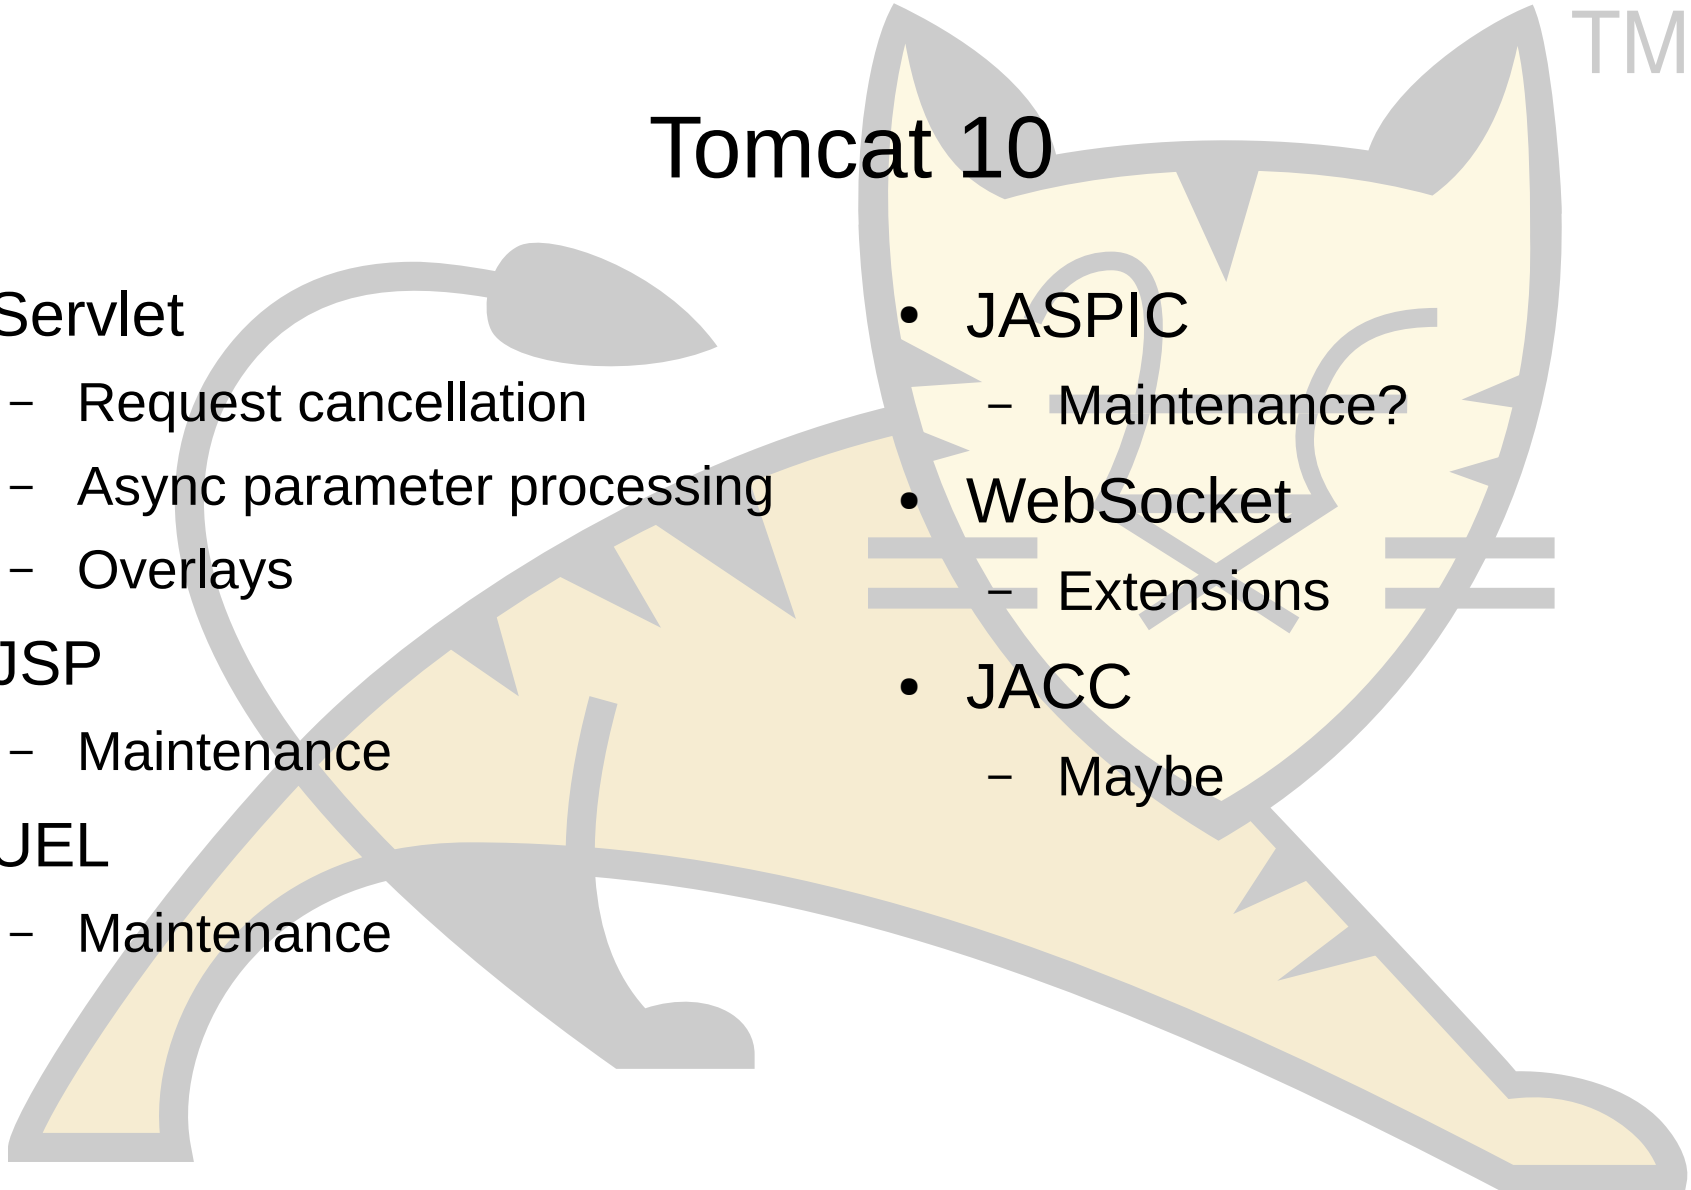 TM
Tomcat 10
Servlet
– Request cancellation
– Async parameter processing
– Overlays
JSP
– Maintenance
UEL
– Maintenance
• JASPIC
– Maintenance?
• WebSocket
– Extensions
• JACC
– Maybe